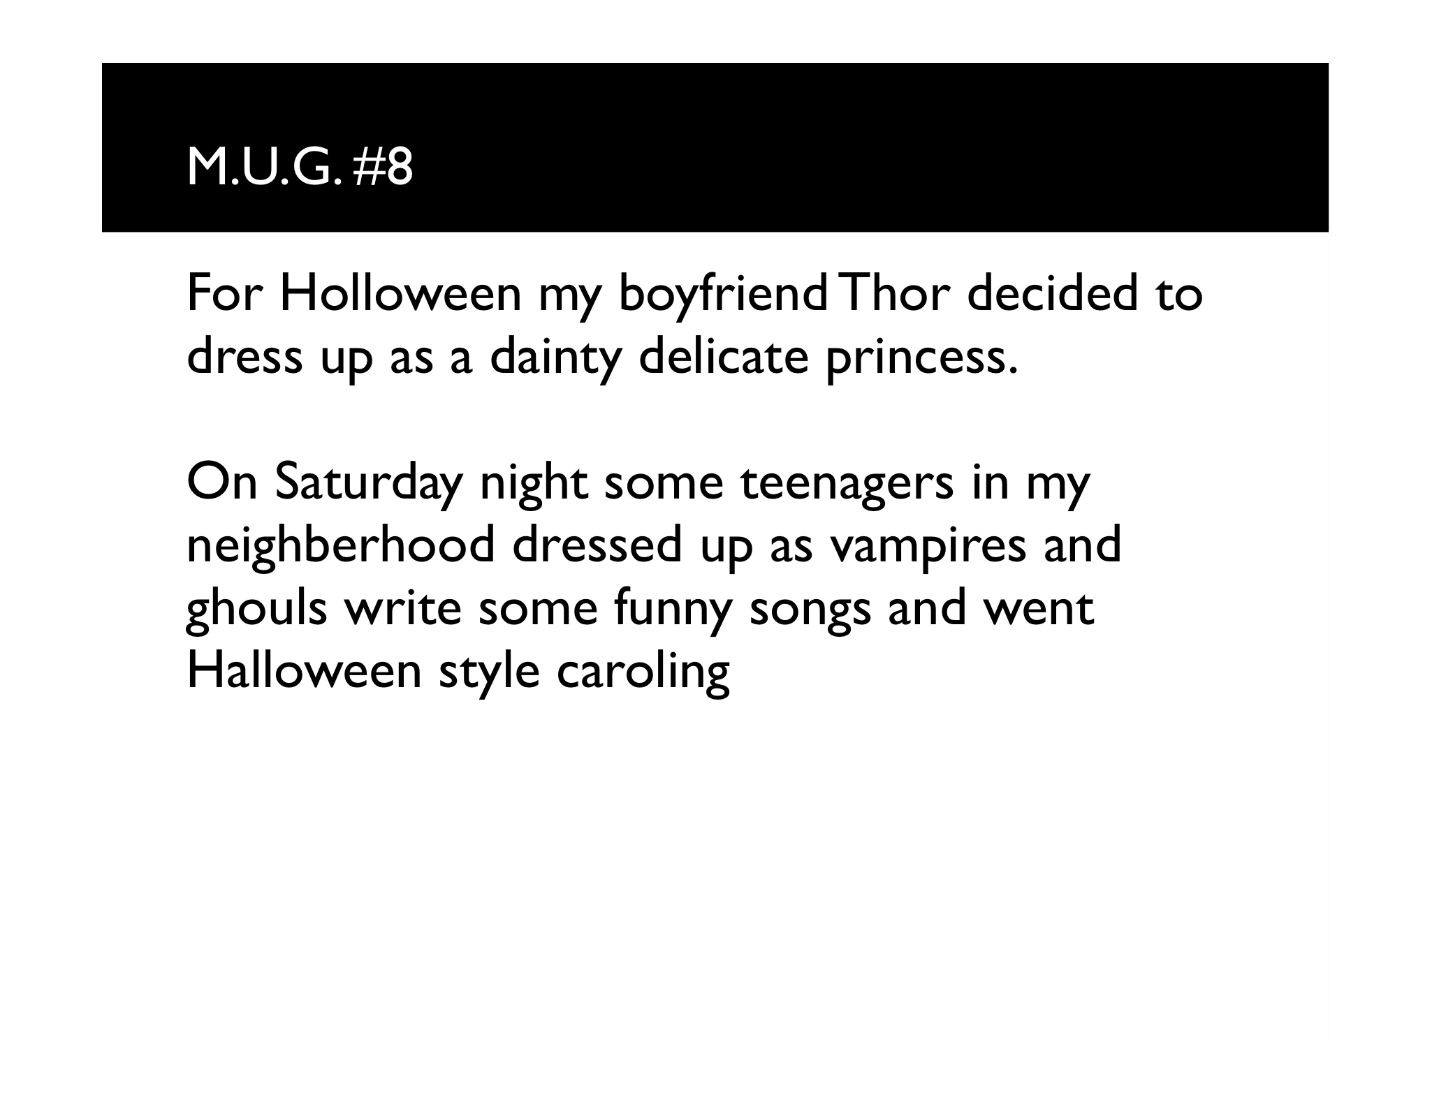 M.U.G. #8
For Holloween my boyfriend Thor decided to
dress up as a dainty delicate princess.
On Saturday night some teenagers in my
neighberhood dressed up as vampires and
ghouls write some funny songs and went
Halloween style caroling